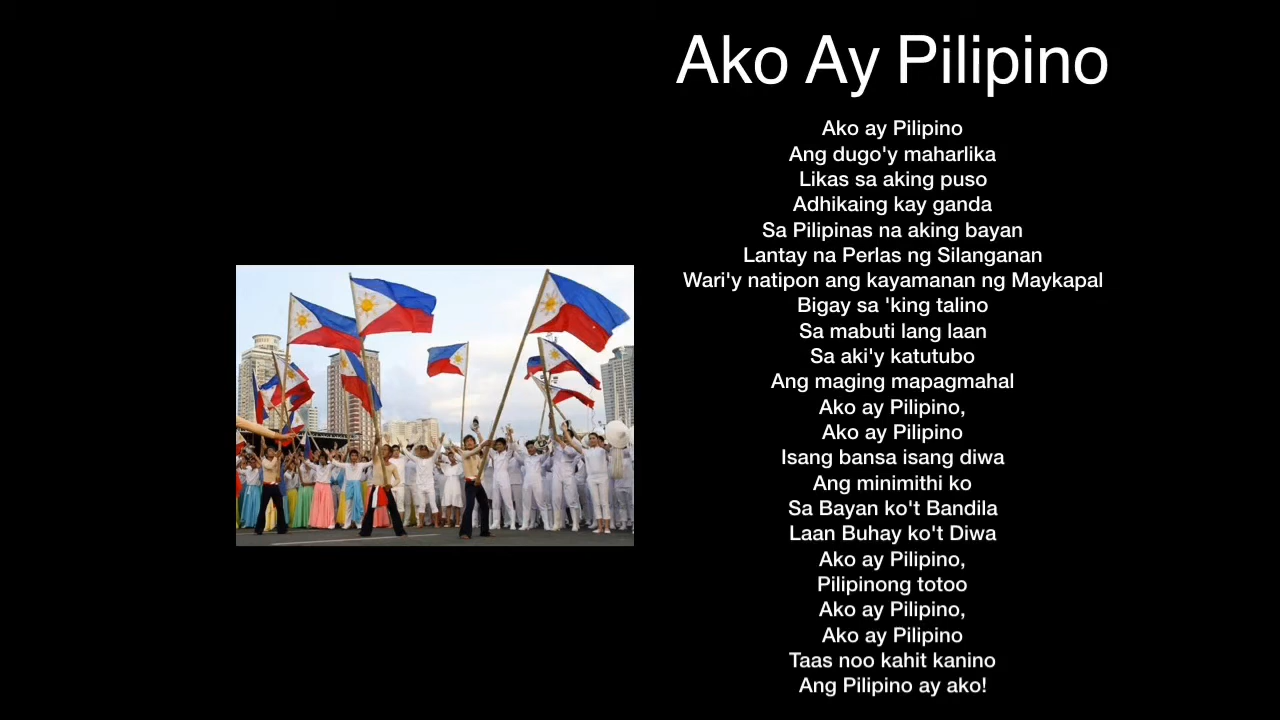 Ako Ay Pilipino
Ako ay Pilipino
Ang dugo'y maharlika
Likas sa aking puso
Adhikaing kay ganda
Sa Pilipinas na aking bayan
Lantay na Perlas ng Silanganan
Wari'y natipon ang kayamanan ng Maykapal
Bigay sa 'king talino
Sa mabuti lang laan
Sa aki'y katutubo
Ang maging mapagmahal
Ako ay Pilipino,
Ako ay Pilipino
Isang bansa isang diwa
Ang minimithi ko
Sa Bayan ko't Bandila
Laan Buhay ko't Diwa
Ako ay Pilipino,
Pilipinong totoo
Ako ay Pilipino,
Ako ay Pilipino
Taas noo kahit kanino
Ang Pilipino ay ako!